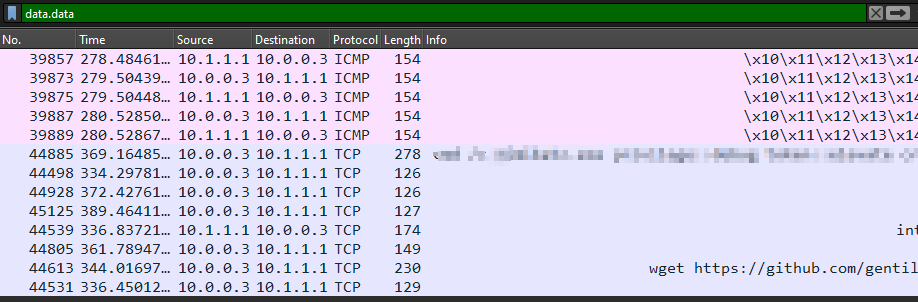 data.data
No. Time Source Destination Protocol Length Info
39857 278.48461… 10.1.1.1 10.0.0.3 ICMP 154 \x10\x11\x12\x13\x14
39873 279.50439… 10.0.0.3 10.1.1.1 ICMP 154 \x10\x11\x12\x13\x14
39875 279.50448… 10.1.1.1 10.0.0.3 ICMP 154 \x10\x11\x12\x13\x14
39887 280.52850… 10.0.0.3 10.1.1.1 ICMP 154 \x10\x11\x12\x13\x14
39889 280.52867… 10.1.1.1 10.0.0.3 ICMP 154 \x10\x11\x12\x13\x14
44885 369.16485… 10.0.0.3 10.1.1.1 TCP 278
44498 334.29781… 10.0.0.3 10.1.1.1 TCP 126
44928 372.42761… 10.0.0.3 10.1.1.1 TCP 126
45125 389.46411… 10.0.0.3 10.1.1.1 TCP 127
44539 336.83721… 10.0.0.3 10.1.1.1 TCP 174 int
44805 361.78947… 10.0.0.3 10.1.1.1 TCP 149
44613 344.01697… 10.0.0.3 10.1.1.1 TCP 230 wget https://github.com/gentil
44531 336.45012… 10.0.0.3 10.1.1.1 TCP 129